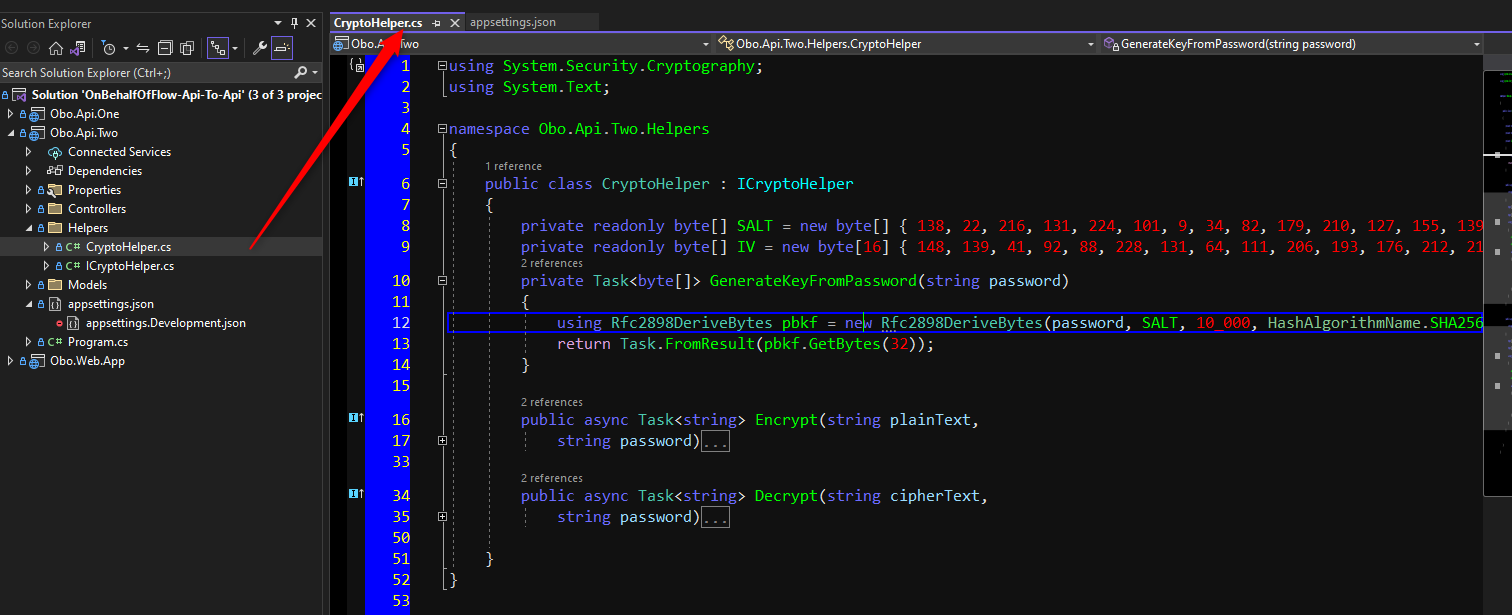 Solution Explorer
Search Solution Explorer (Ctrl+;)
Solution 'OnBehalfOfFlow-Api-To-Api' (3 of 3 projec
Obo.Api.One
Obo.Api.Two
Connected Services
Dependencies
Properties
Controllers
Helpers
C# CryptoHelper.cs
C# ICryptoHelper.cs
Models
appsettings.json
appsettings.Development.json
C# Program.cs
Obo.Web.App
CryptoHelper.cs
appsettings.json
Obo.Api.Two.Helpers.CryptoHelper
GenerateKeyFromPassword(string password)
1 using System.Security.Cryptography;
2 using System.Text;
3
4 namespace Obo.Api.Two.Helpers
5 {
1 reference
6 public class CryptoHelper : ICryptoHelper
7 {
8 private readonly byte[] SALT = new byte[] { 138, 22, 216, 131, 224, 101, 9, 34, 82, 179, 210, 127, 155, 139
9 private readonly byte[] IV = new byte[16] { 148, 139, 41, 92, 88, 228, 131, 64, 111, 206, 193, 176, 212, 21
2 references
10 private Task<byte[]> GenerateKeyFromPassword(string password)
11 {
12 using Rfc2898DeriveBytes pbkf = new Rfc2898DeriveBytes(password, SALT, 10_000, HashAlgorithmName.SHA256
13 return Task.FromResult(pbkf.GetBytes(32));
14 }
15
2 references
16 public async Task<string> Encrypt(string plainText,
17 string password)...
33
2 references
34 public async Task<string> Decrypt(string cipherText,
35 string password)...
50
51 }
52 }
53